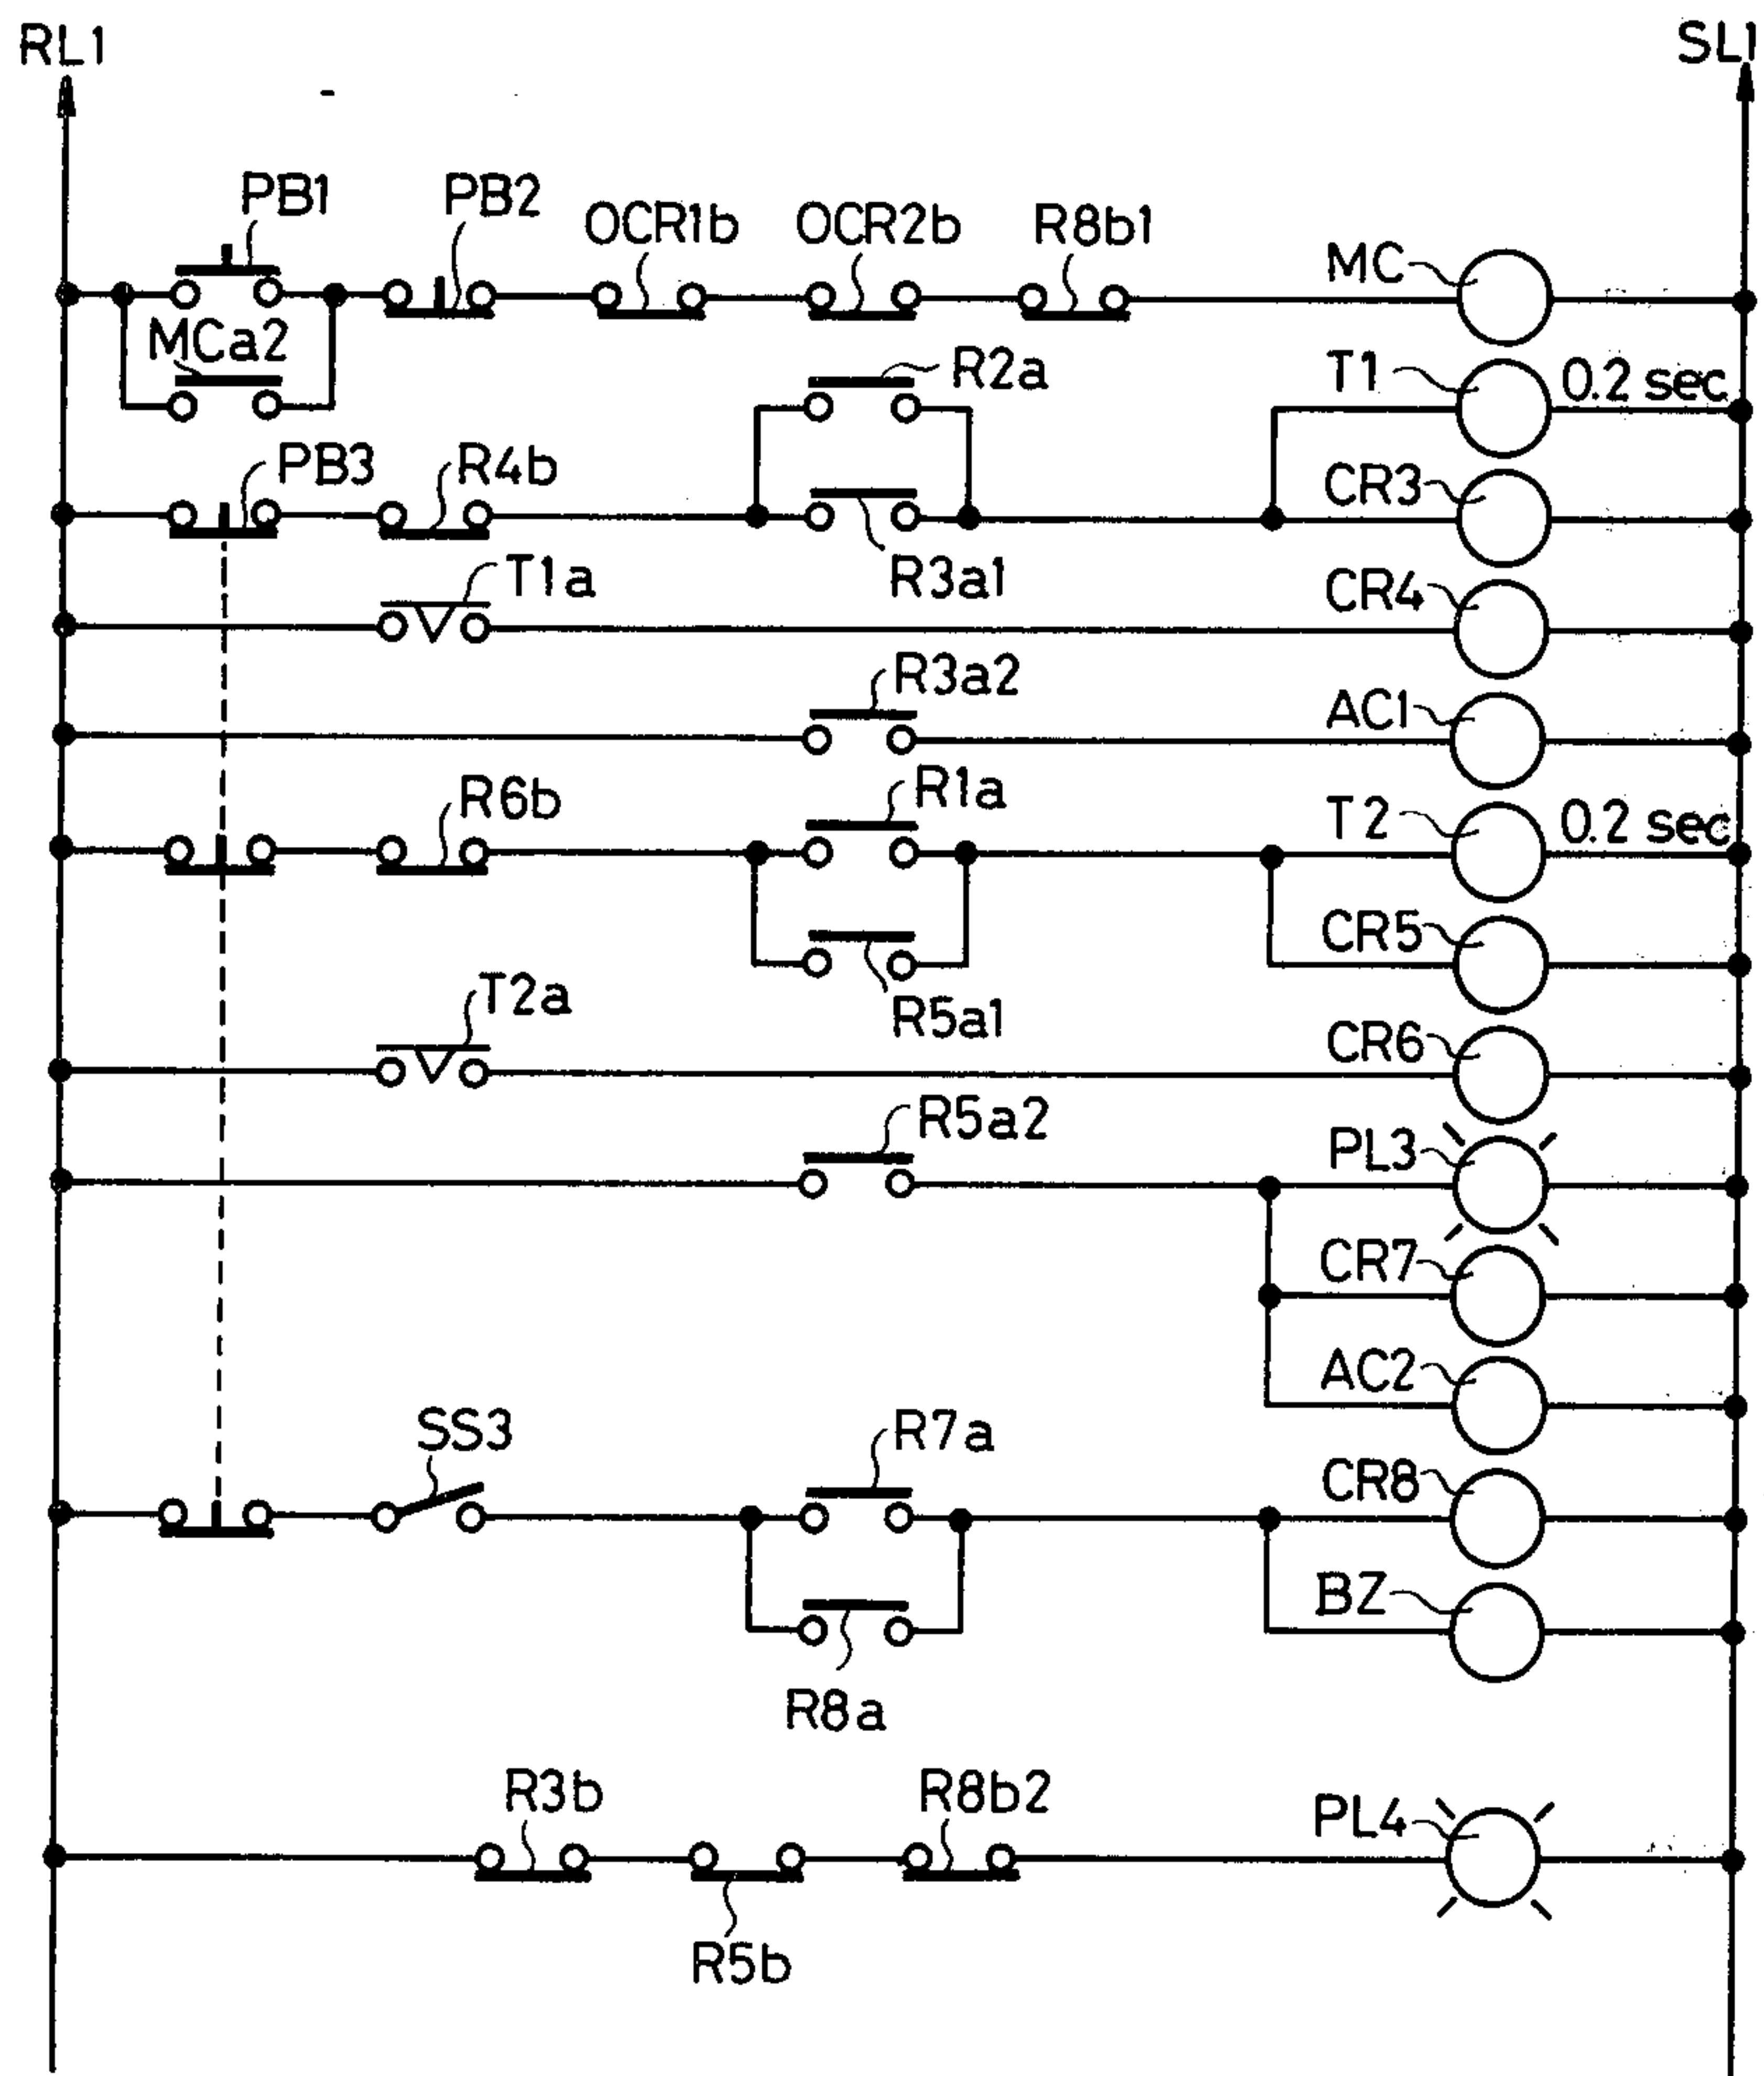 RL1 SL1
PB1 PB2 OCR1b OCR2b R8b1 MC
MCa2 R2a T1 0.2 sec
PB3 R4b CR3
T1a R3a1 CR4
R3a2 AC1
R6b R1a T2 0.2 sec
CR5
T2a R5a1 CR6
R5a2 PL3
CR7
AC2
SS3 R7a CR8
BZ
R8a
R3b R8b2 PL4
R5b